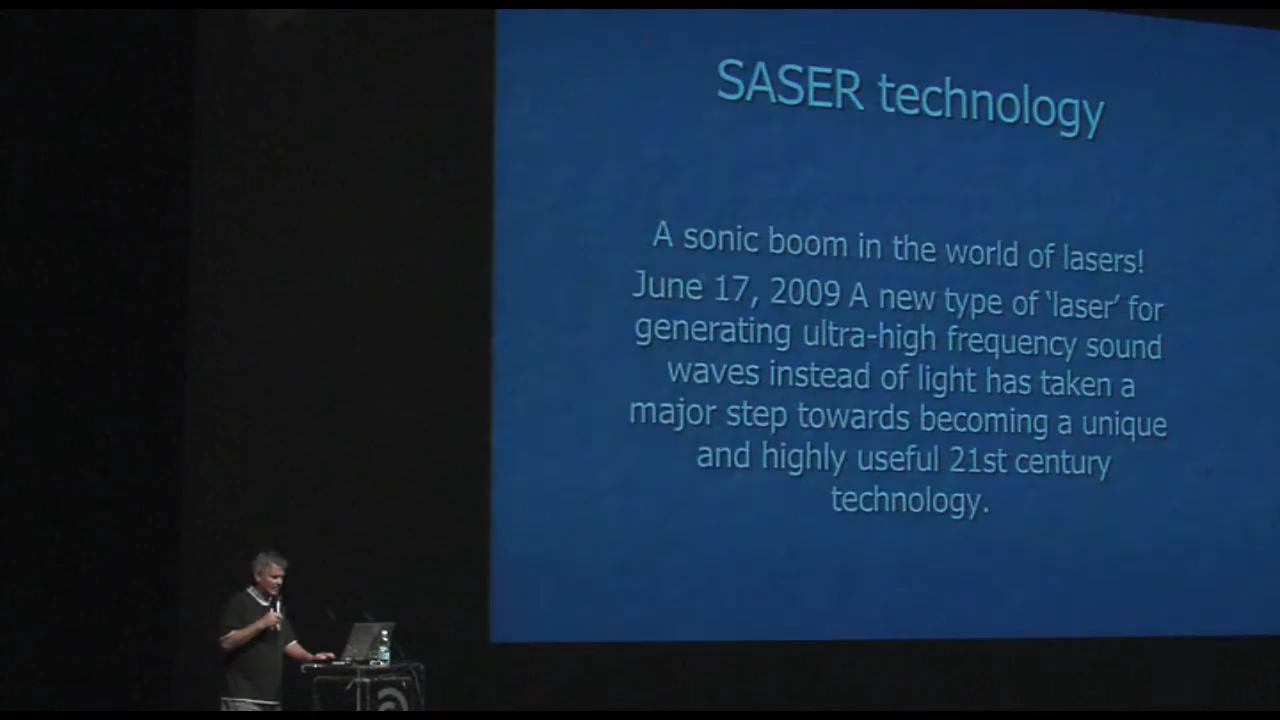 SASER technology
A sonic boom in the world of lasers!
June 17, 2009 A new type of ‘laser’ for
generating ultra-high frequency sound
waves instead of light has taken a
major step towards becoming a unique
and highly useful 21st century
technology.